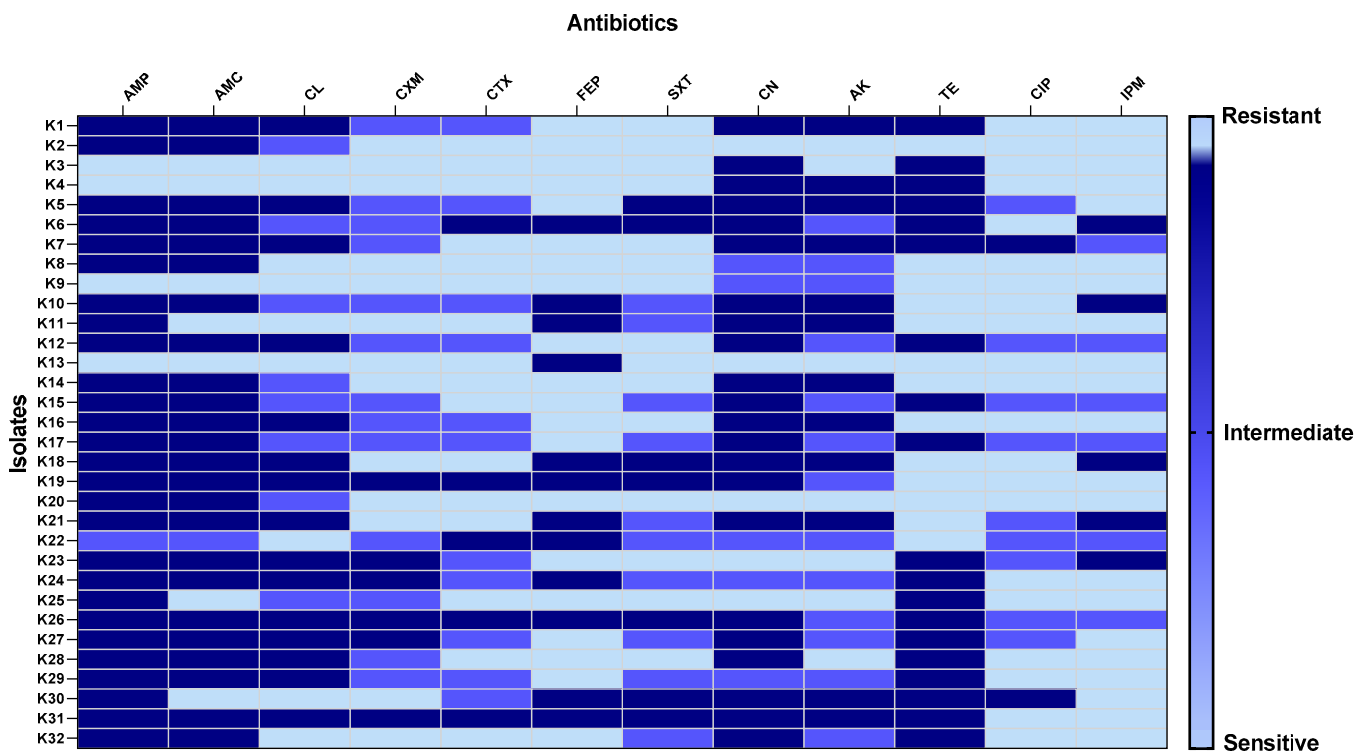 Antibiotics
AMP AMC CL CXM CTX FEP SXT CN AK TE CIP IPM
Isolates
K1
K2
K3
K4
K5
K6
K7
K8
K9
K10
K11
K12
K13
K14
K15
K16
K17
K18
K19
K20
K21
K22
K23
K24
K25
K26
K27
K28
K29
K30
K31
K32
Resistant
Intermediate
Sensitive